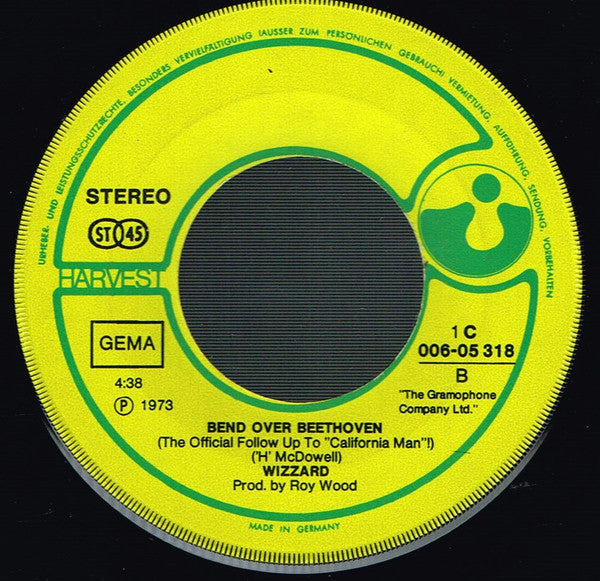 URHEBER- UND LEISTUNGSSCHUTZRECHTE, BESONDERS VERVIELFÄLTIGUNG (AUSSER ZUM PERSÖNLICHEN GEBRAUCH) VERMIETUNG, AUFFÜHRUNG, SENDUNG, VORBEHALTEN
STEREO
ST 45
HARVEST
GEMA
4:38
Ⓟ 1973
1 C
006-05 318
B
"The Gramophone
Company Ltd."
BEND OVER BEETHOVEN
(The Official Follow Up To "California Man"!)
('H' McDowell)
WIZZARD
Prod. by Roy Wood
MADE IN GERMANY